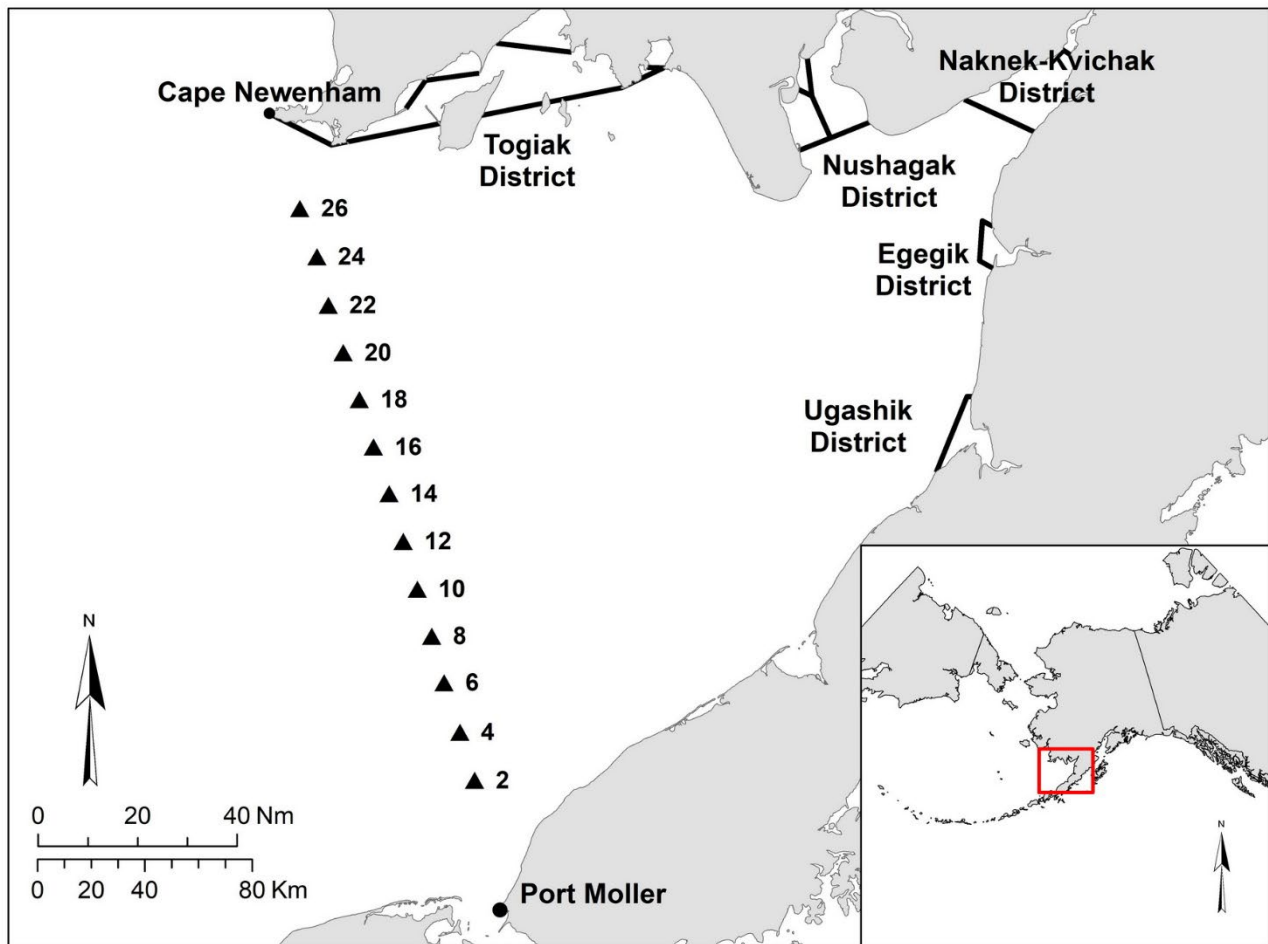 Cape Newenham
Togiak
District
Nushagak
District
Naknek-Kvichak
District
Egegik
District
Ugashik
District
26
24
22
20
18
16
14
12
10
8
6
4
2
Port Moller
N
0 20 40 Nm
0 20 40 80 Km
N